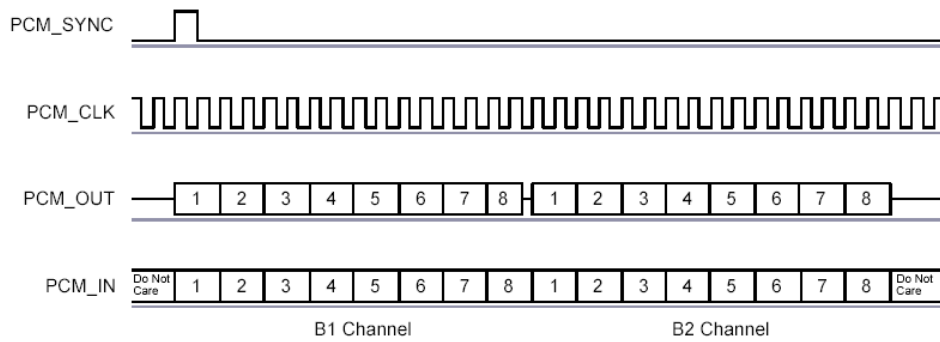 PCM_SYNC
PCM_CLK
PCM_OUT 1 2 3 4 5 6 7 8 1 2 3 4 5 6 7 8
PCM_IN Do Not Care 1 2 3 4 5 6 7 8 1 2 3 4 5 6 7 8 Do Not Care
B1 Channel B2 Channel